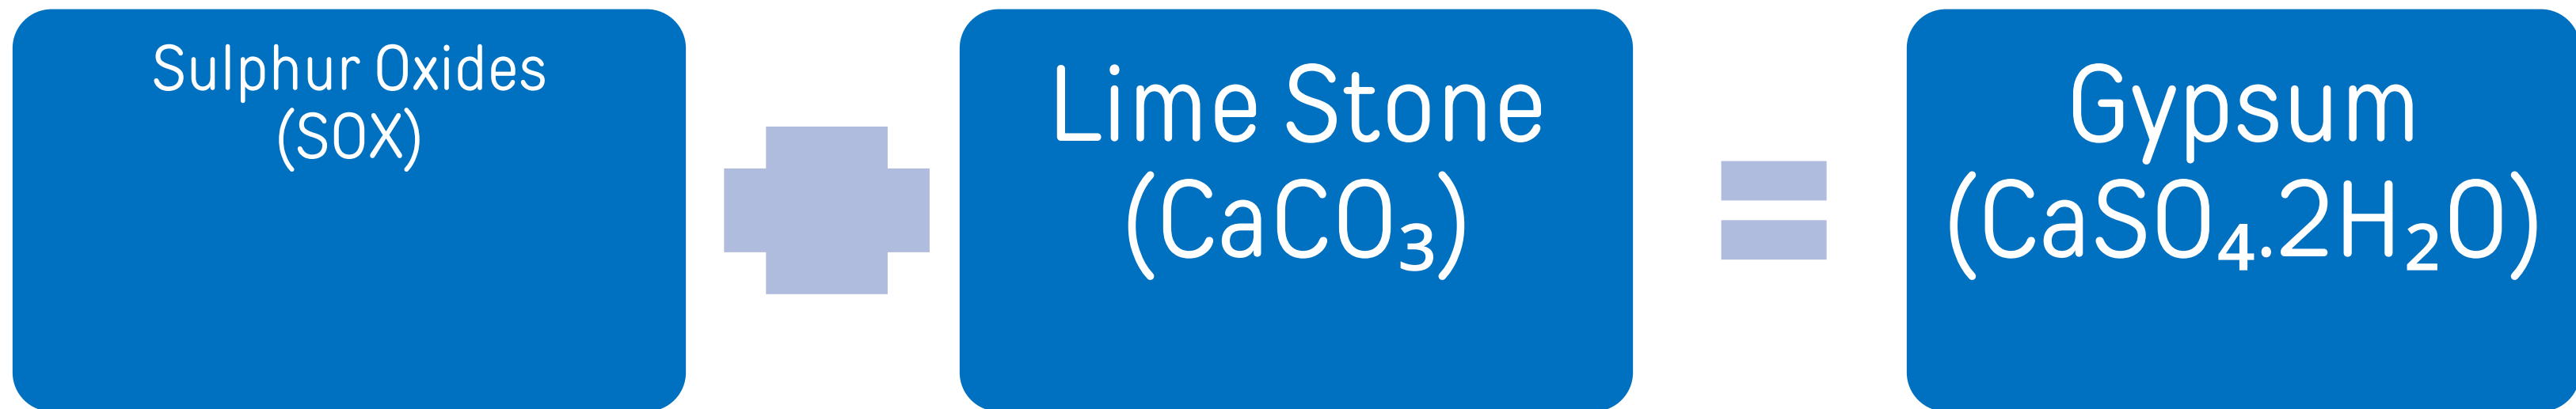 Sulphur Oxides
(SOX)
Lime Stone
(CaCO₃)
Gypsum
(CaSO₄.2H₂O)